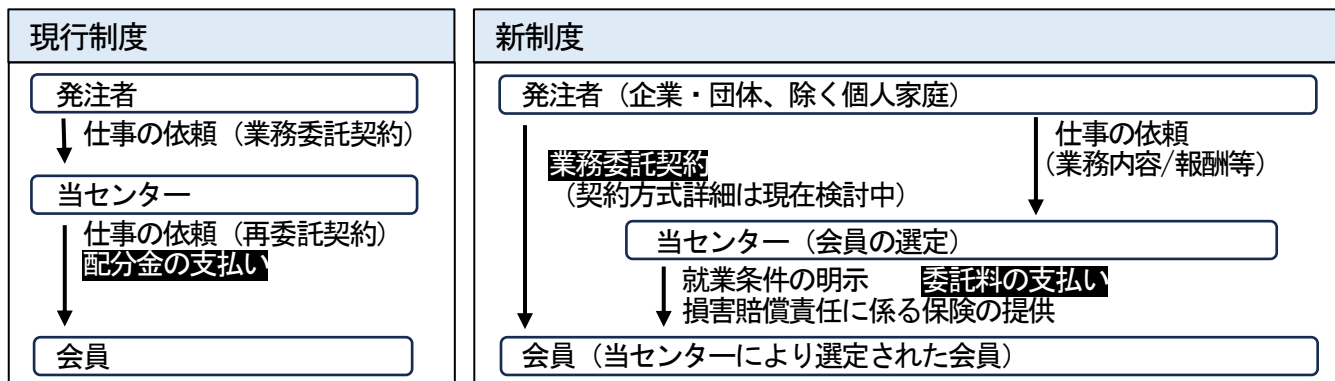 現行制度
発注者
仕事の依頼（業務委託契約）
当センター
仕事の依頼（再委託契約）
配分金の支払い
会員
新制度
発注者（企業・団体、除く個人家庭）
仕事の依頼
（業務内容/報酬等）
業務委託契約
（契約方式詳細は現在検討中）
当センター（会員の選定）
就業条件の明示 委託料の支払い
損害賠償責任に係る保険の提供
会員（当センターにより選定された会員）